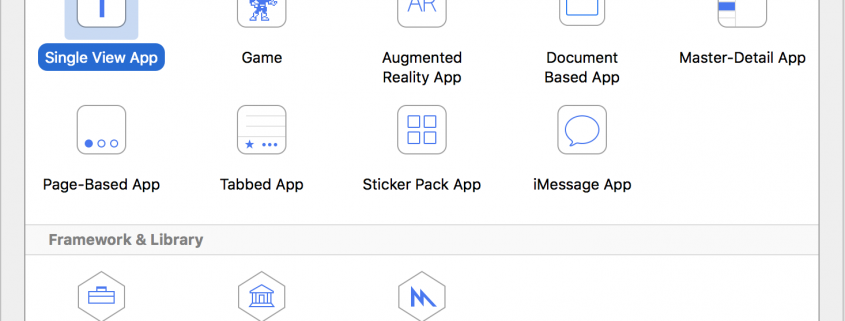 1
AR
Single View App
Game
Augmented
Reality App
Document
Based App
Master-Detail App
Page-Based App
Tabbed App
Sticker Pack App
iMessage App
Framework & Library